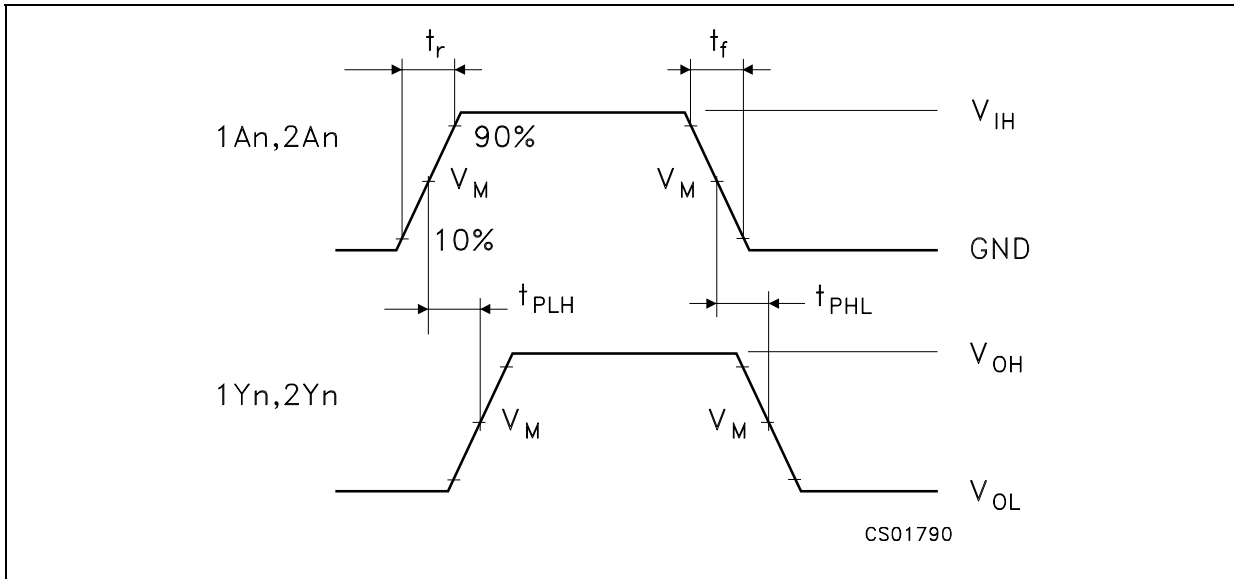 t_r
t_f
V_IH
1An,2An
90%
V_M
V_M
10%
GND
t_PLH
t_PHL
V_OH
1Yn,2Yn
V_M
V_M
V_OL
CS01790